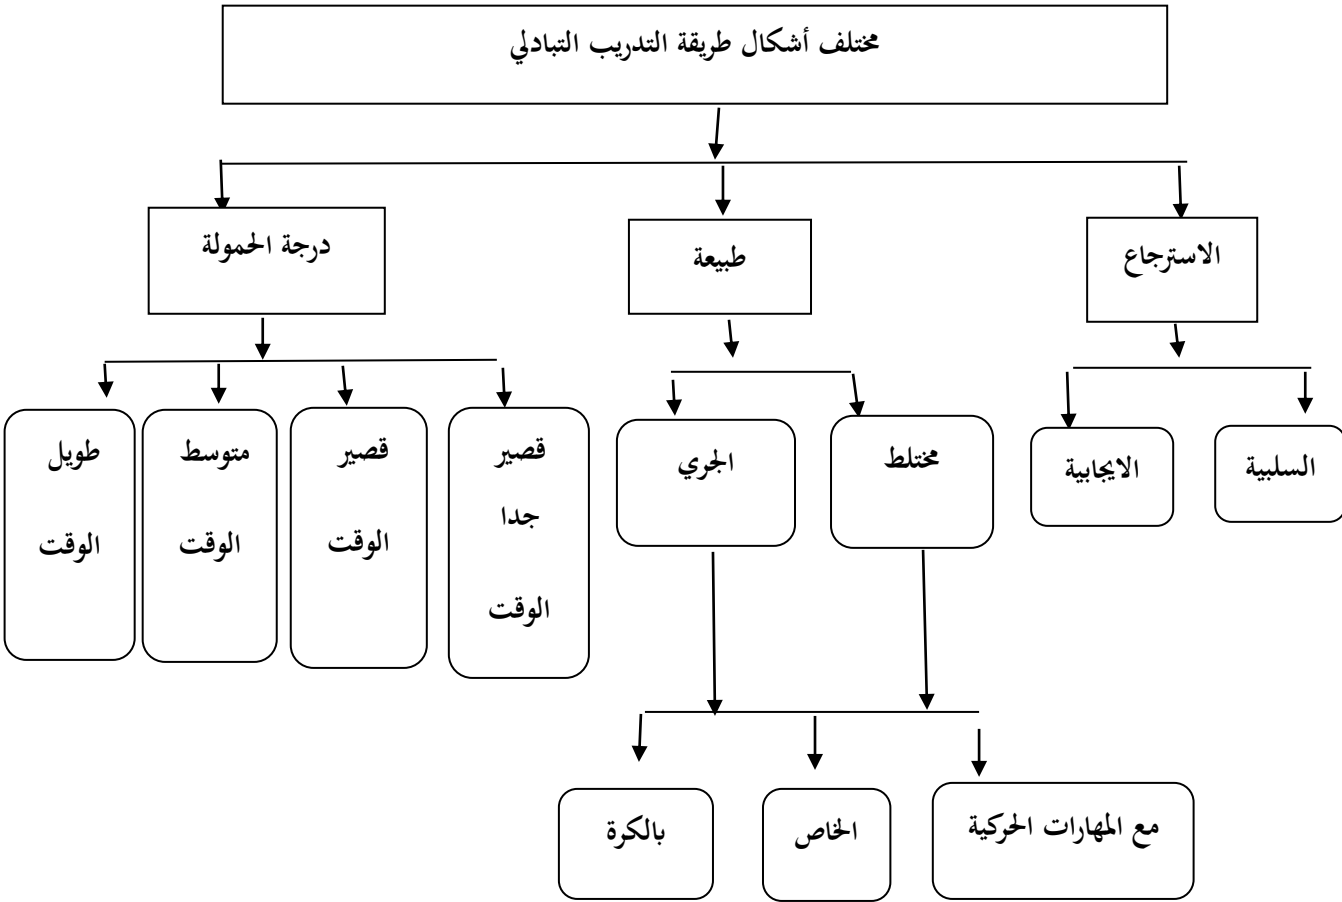 مختلف أشكال طريقة التدريب التبادلي
الاسترجاع
طبيعة
درجة الحمولة
السلبية
الايجابية
مختلط
الجري
قصير
جدا
الوقت
قصير
الوقت
متوسط
الوقت
طويل
الوقت
مع المهارات الحركية
الخاص
بالكرة